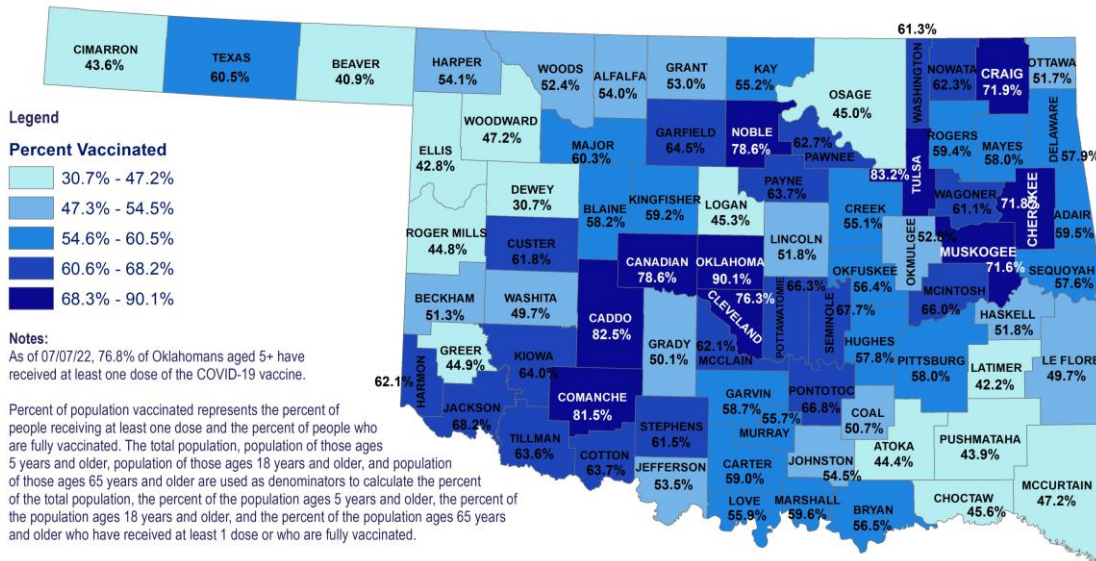 61.3%
CIMARRON
43.6%
TEXAS
60.5%
BEAVER
40.9%
HARPER
54.1%
WOODS
52.4%
ALFALFA
54.0%
GRANT
53.0%
KAY
55.2%
OSAGE
45.0%
WASHINGTON
NOWATA
62.3%
CRAIG
71.9%
OTTAWA
51.7%
Legend
Percent Vaccinated
30.7% - 47.2%
47.3% - 54.5%
54.6% - 60.5%
60.6% - 68.2%
68.3% - 90.1%
WOODWARD
47.2%
ELLIS
42.8%
MAJOR
60.3%
GARFIELD
64.5%
NOBLE
78.6%
62.7%
PAWNEE
83.2%
TULSA
ROGERS
59.4%
MAYES
58.0%
DELAWARE
57.9%
DEWEY
30.7%
BLAINE
58.2%
KINGFISHER
59.2%
LOGAN
45.3%
PAYNE
63.7%
CREEK
55.1%
WAGONER
61.1%
71.8%
CHEROKEE
ADAIR
59.5%
ROGER MILLS
44.8%
CUSTER
61.8%
CANADIAN
78.6%
OKLAHOMA
90.1%
LINCOLN
51.8%
OKMULGEE
52.8%
MUSKOGEE
71.6%
SEQUOYAH
57.6%
BECKHAM
51.3%
WASHITA
49.7%
CADDO
82.5%
GRADY
50.1%
76.3%
CLEVELAND
62.1%
MCCLAIN
66.3%
POTTAWATOMIE
SEMINOLE
67.7%
OKFUSKEE
56.4%
MCINTOSH
66.0%
HASKELL
51.8%
HUGHES
57.8%
PITTSBURG
58.0%
LATIMER
42.2%
LE FLORE
49.7%
Notes:
As of 07/07/22, 76.8% of Oklahomans aged 5+ have
received at least one dose of the COVID-19 vaccine.
GREER
44.9%
62.1%
HARMON
KIOWA
64.0%
JACKSON
68.2%
COMANCHE
81.5%
TILLMAN
63.6%
COTTON
63.7%
STEPHENS
61.5%
JEFFERSON
53.5%
GARVIN
58.7%
55.7%
MURRAY
PONTOTOC
66.8%
COAL
50.7%
ATOKA
44.4%
PUSHMATAHA
43.9%
CARTER
59.0%
JOHNSTON
54.5%
LOVE
55.9%
MARSHALL
59.6%
BRYAN
56.5%
CHOCTAW
45.6%
MCCURTAIN
47.2%
Percent of population vaccinated represents the percent of
people receiving at least one dose and the percent of people who
are fully vaccinated. The total population, population of those ages
5 years and older, population of those ages 18 years and older, and population
of those ages 65 years and older are used as denominators to calculate the percent
of the total population, the percent of the population ages 5 years and older, the percent of
the population ages 18 years and older, and the percent of the population ages 65 years
and older who have received at least 1 dose or who are fully vaccinated.